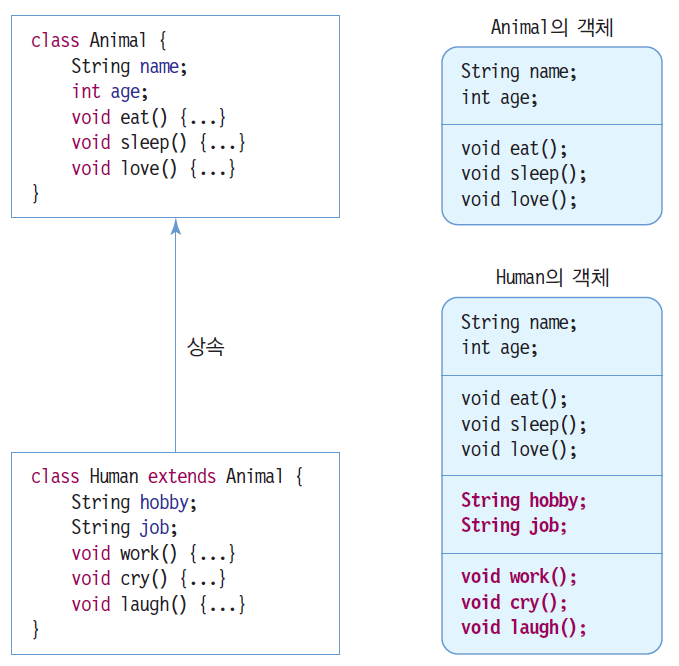 class Animal {
String name;
int age;
void eat() {...}
void sleep() {...}
void love() {...}
}
상속
class Human extends Animal {
String hobby;
String job;
void work() {...}
void cry() {...}
void laugh() {...}
}
Animal의 객체
String name;
int age;
void eat();
void sleep();
void love();
Human의 객체
String name;
int age;
void eat();
void sleep();
void love();
String hobby;
String job;
void work();
void cry();
void laugh();